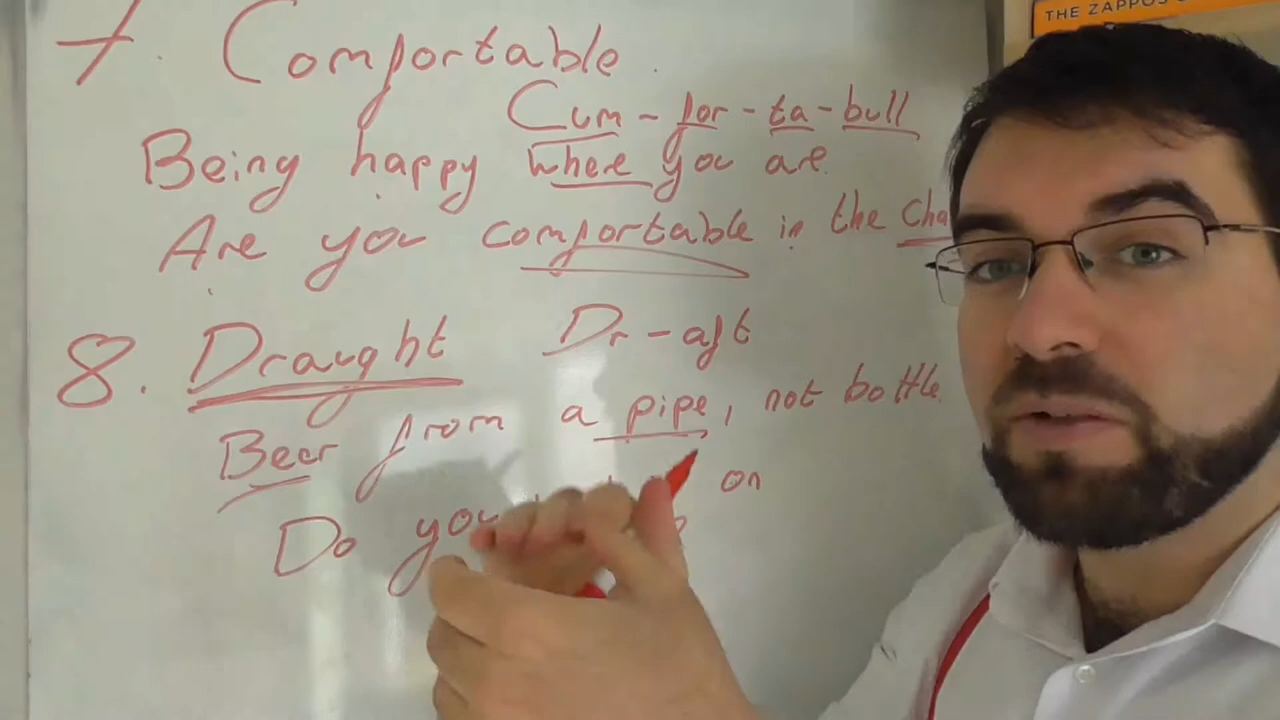 THE ZAPPOS
7. Comfortable.
Cum-for-ta-bull
Being happy where you are.
Are you comfortable in the Cha
8. Draught Dr-aft
Beer from a pipe, not bottle.
Do you on